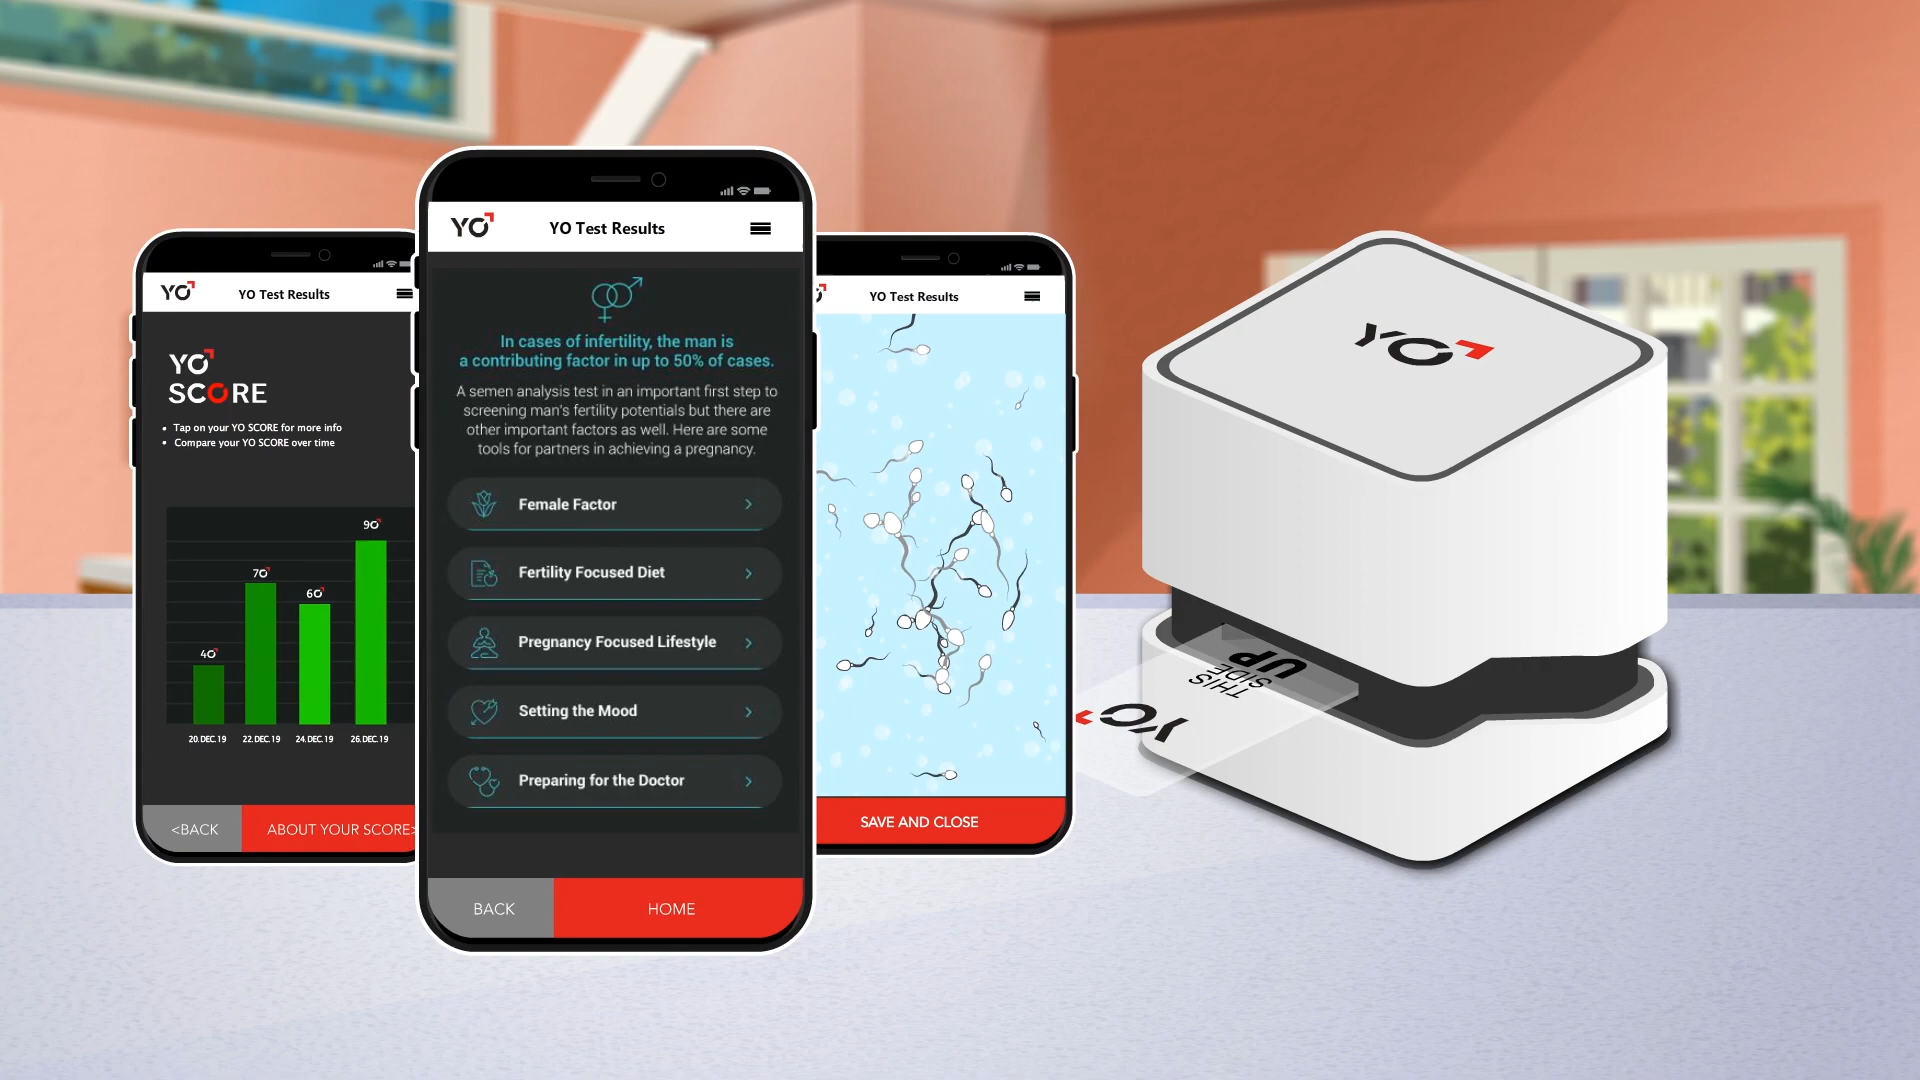 YO
YO Test Results
YO
SCORE
• Tap on your YO SCORE for more info
• Compare your YO SCORE over time
40
70
60
90
20.DEC.19
22.DEC.19
24.DEC.19
26.DEC.19
<BACK
ABOUT YOUR SCORE>
YO
YO Test Results
In cases of infertility, the man is
a contributing factor in up to 50% of cases.
A semen analysis test in an important first step to
screening man's fertility potentials but there are
other important factors as well. Here are some
tools for partners in achieving a pregnancy.
Female Factor
Fertility Focused Diet
Pregnancy Focused Lifestyle
Setting the Mood
Preparing for the Doctor
BACK
HOME
YO Test Results
SAVE AND CLOSE
YO
THIS
SIDE
UP
YO